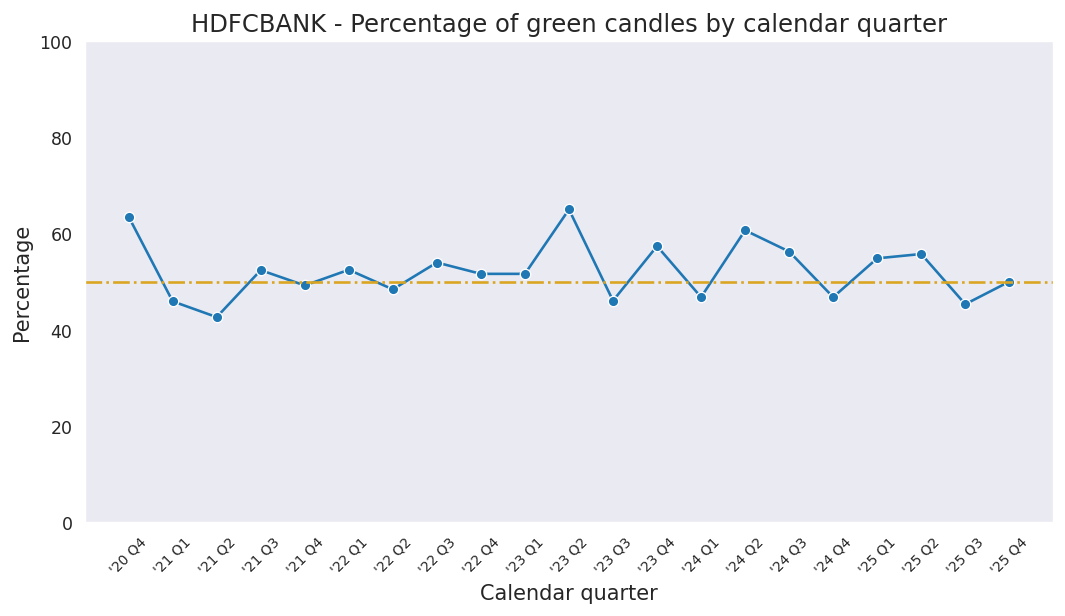 HDFCBANK - Percentage of green candles by calendar quarter
100
80
60
40
20
0
Percentage
'20 Q4
'21 Q1
'21 Q2
'21 Q3
'21 Q4
'22 Q1
'22 Q2
'22 Q3
'22 Q4
'23 Q1
'23 Q2
'23 Q3
'23 Q4
'24 Q1
'24 Q2
'24 Q3
'24 Q4
'25 Q1
'25 Q2
'25 Q3
'25 Q4
Calendar quarter